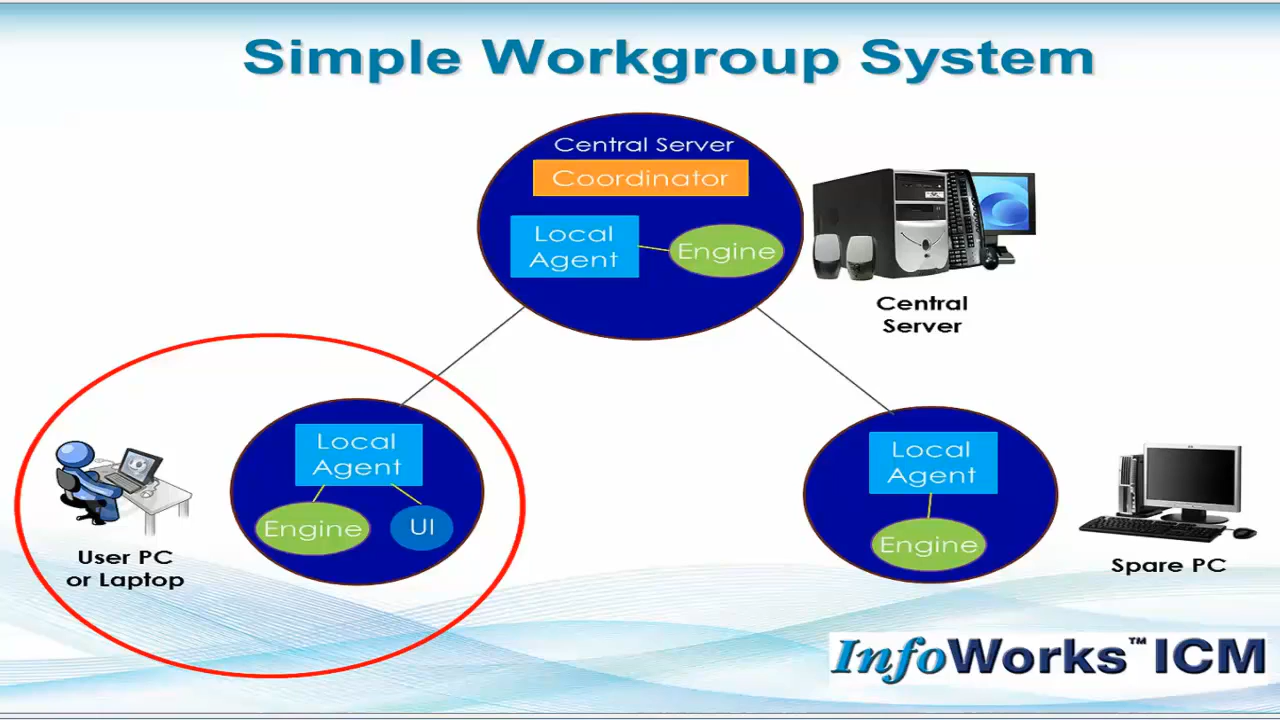 Simple Workgroup System
Central Server
Coordinator
Local
Agent
Engine
Central
Server
Local
Agent
Engine
UI
User PC
or Laptop
Local
Agent
Engine
Spare PC
InfoWorks™ ICM